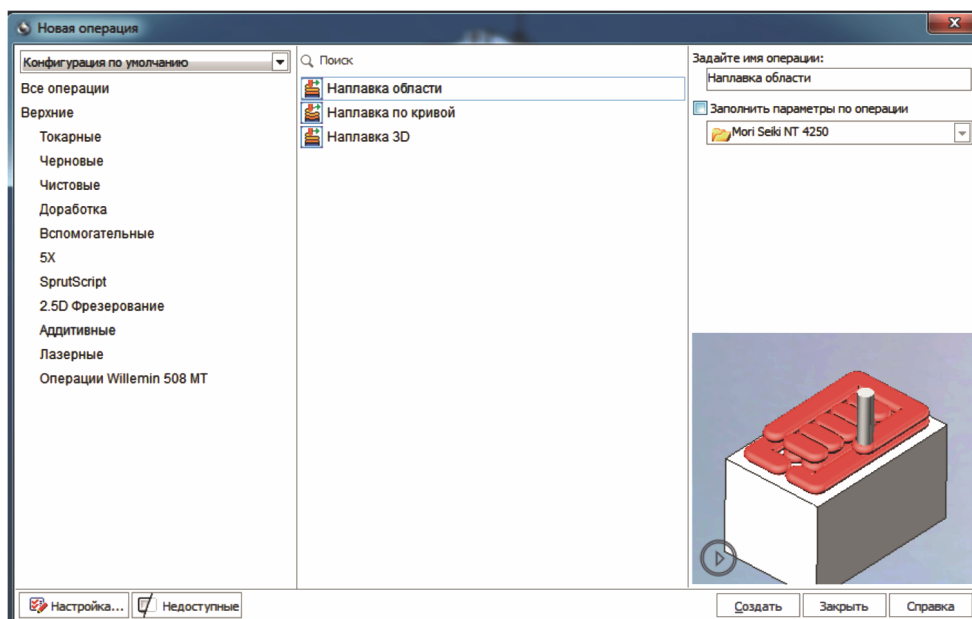 Новая операция
Конфигурация по умолчанию
Все операции
Верхние
Токарные
Черновые
Чистовые
Доработка
Вспомогательные
5X
SprutScript
2.5D Фрезерование
Аддитивные
Лазерные
Операции Willemin 508 MT
Настройка...
Недоступные
Поиск
Наплавка области
Наплавка по кривой
Наплавка 3D
Задайте имя операции:
Наплавка области
Заполнить параметры по операции
Mori Seiki NT 4250
Создать
Закрыть
Справка